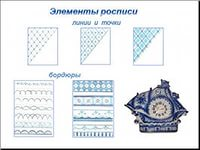 Элементы росписи
линии и точки
бордюры